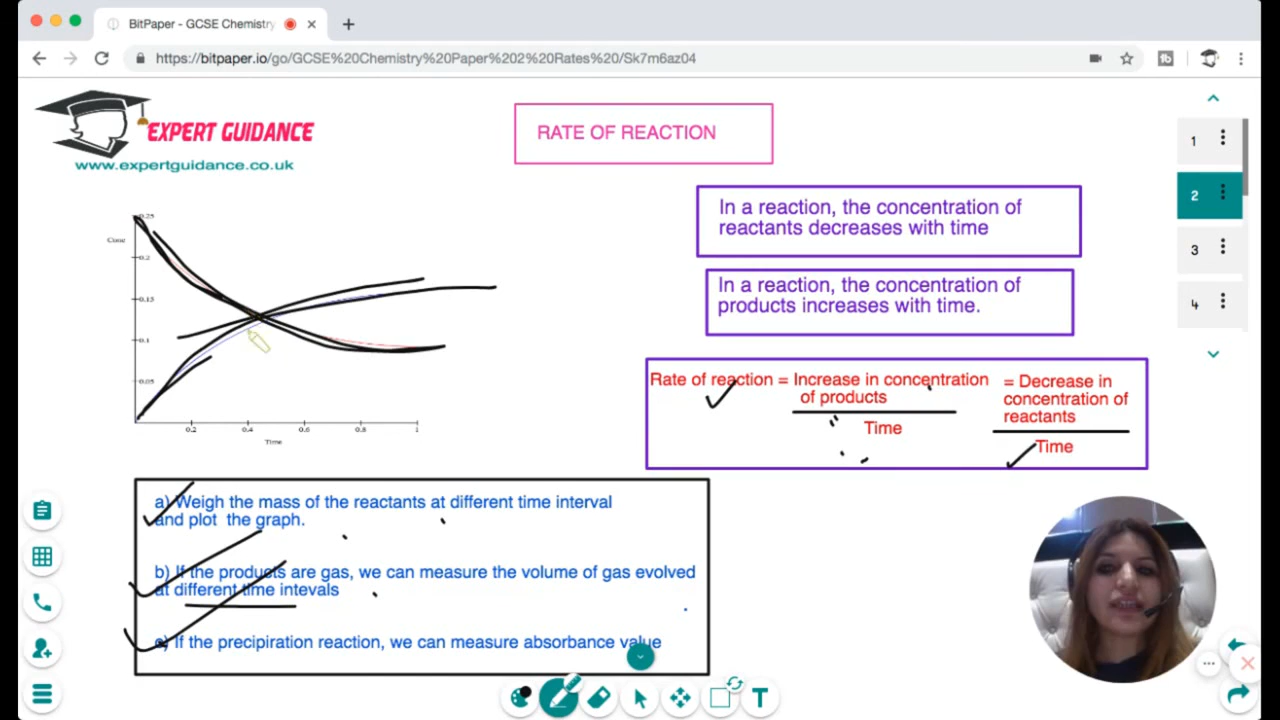 BitPaper - GCSE Chemistry
https://bitpaper.io/go/GCSE%20Chemistry%20Paper%202%20Rates%20/Sk7m6az04
EXPERT GUIDANCE
www.expertguidance.co.uk
RATE OF REACTION
1
2
3
4
In a reaction, the concentration of
reactants decreases with time
In a reaction, the concentration of
products increases with time.
Conc
0.25
0.2
0.15
0.1
0.05
0.2 0.4 0.6 0.8 1
Time
Rate of reaction = Increase in concentration
of products
Time
= Decrease in
concentration of
reactants
Time
a) Weigh the mass of the reactants at different time interval
and plot the graph.
b) If the products are gas, we can measure the volume of gas evolved
at different time intevals
c) If the precipiration reaction, we can measure absorbance value
T